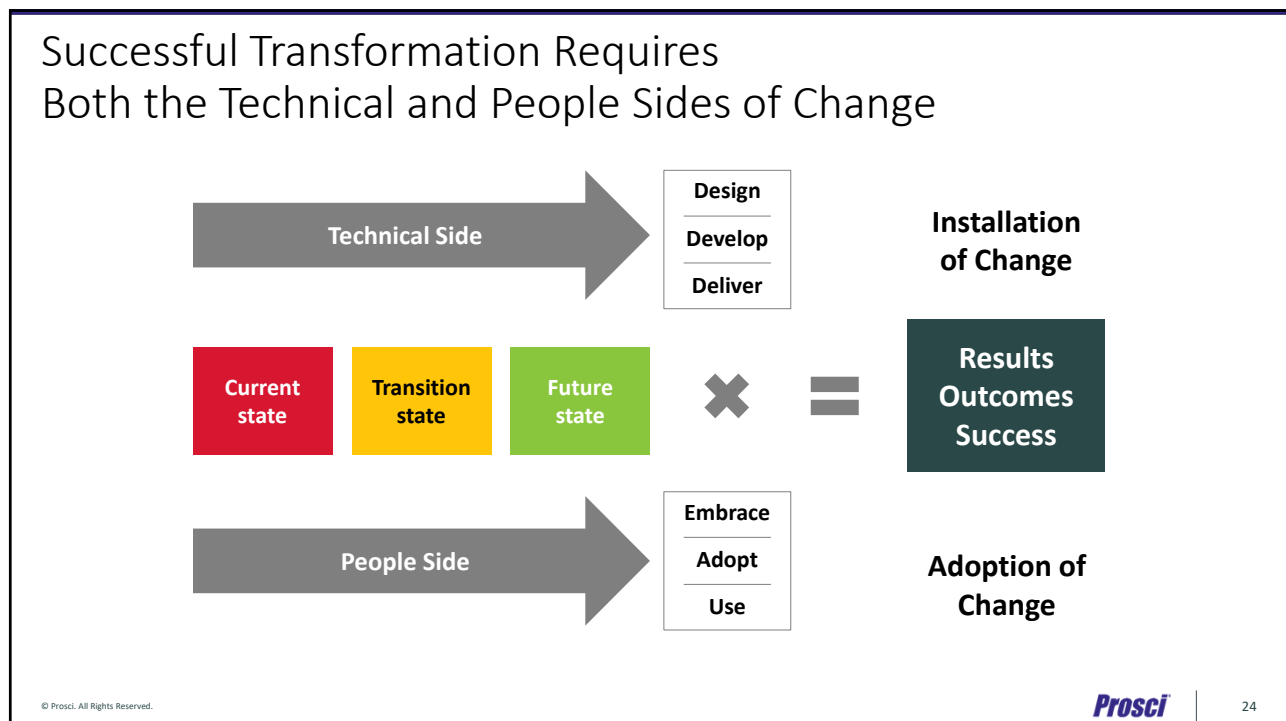 Successful Transformation Requires
Both the Technical and People Sides of Change
Technical Side
Design
Develop
Deliver
Installation
of Change
Current
state
Transition
state
Future
state
Results
Outcomes
Success
People Side
Embrace
Adopt
Use
Adoption of
Change
© Prosci. All Rights Reserved.
Prosci
24